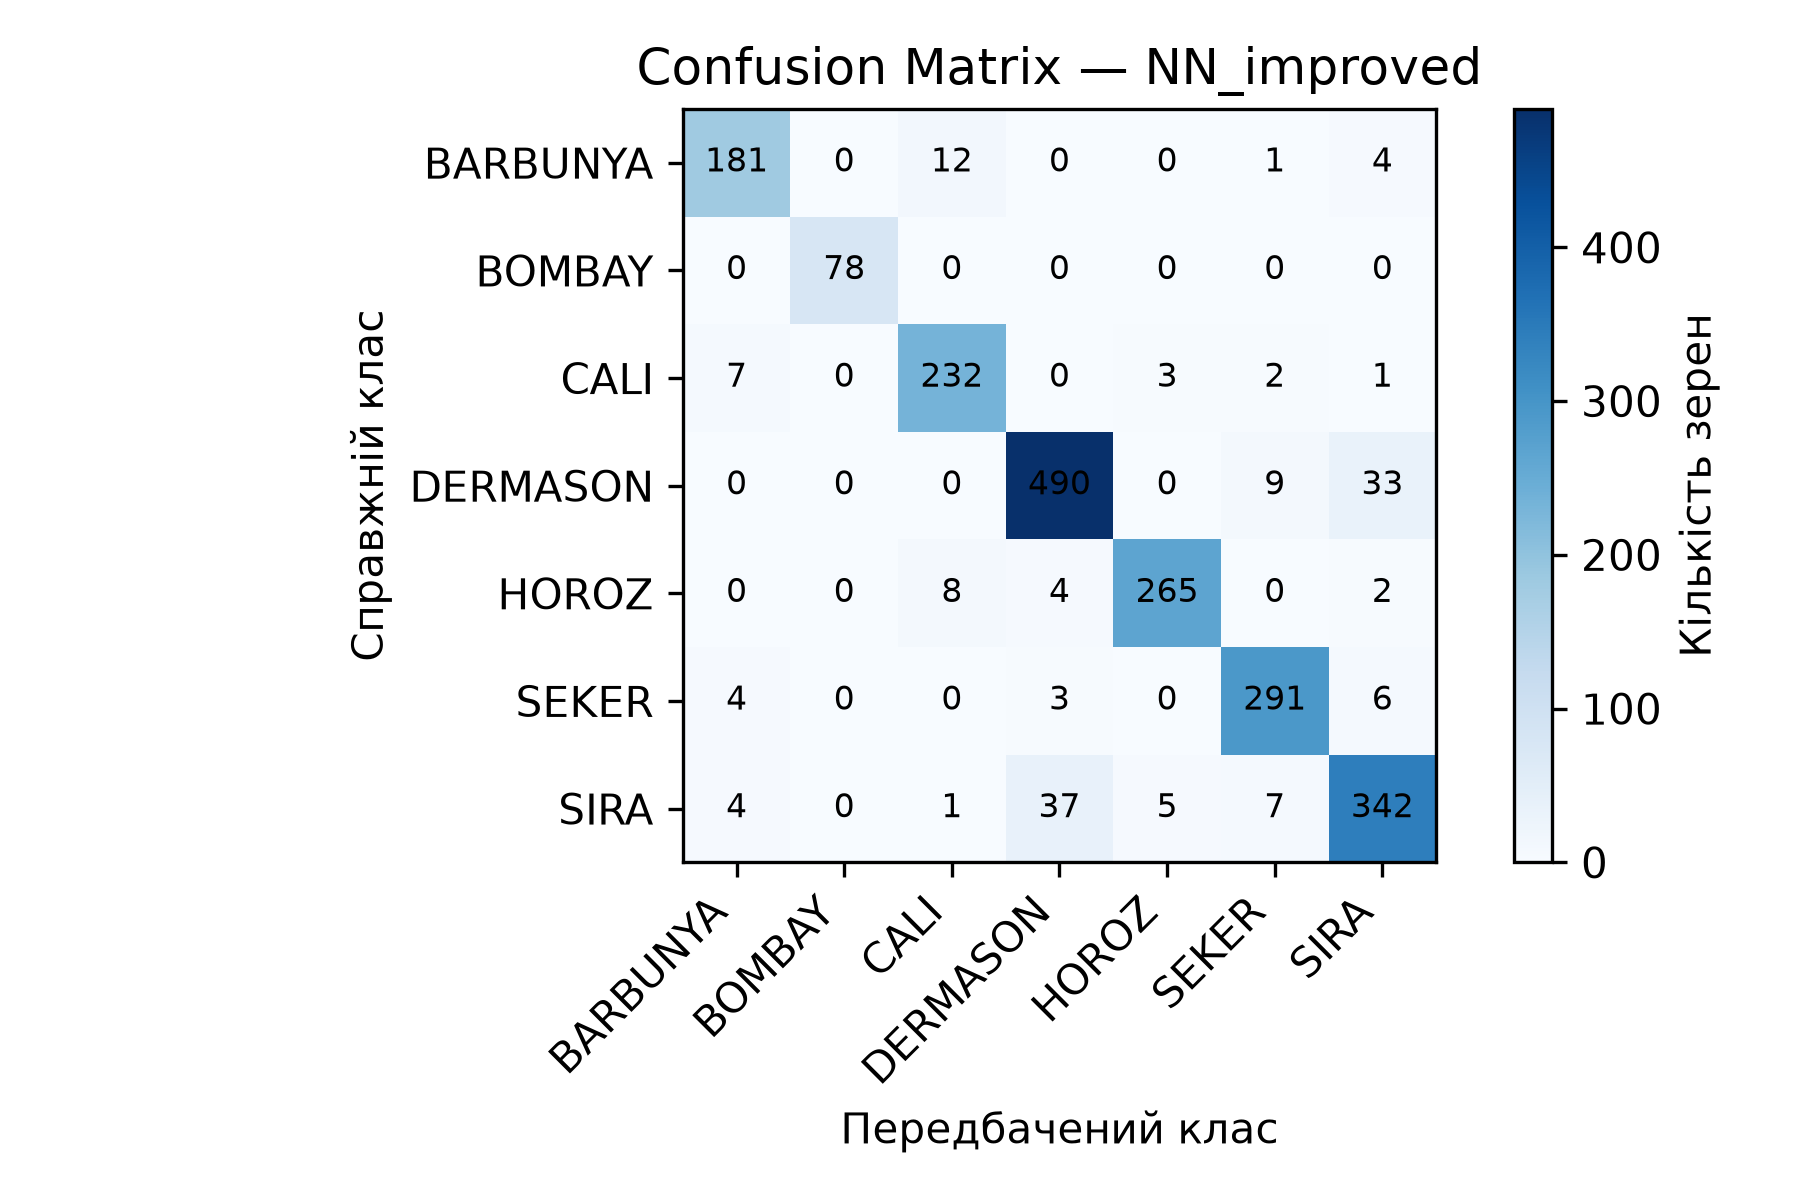 Confusion Matrix — NN_improved
BARBUNYA 181 0 12 0 0 1 4
BOMBAY 0 78 0 0 0 0 0
CALI 7 0 232 0 3 2 1
DERMASON 0 0 0 490 0 9 33
HOROZ 0 0 8 4 265 0 2
SEKER 4 0 0 3 0 291 6
SIRA 4 0 1 37 5 7 342
Справжній клас
BARBUNYA
BOMBAY
CALI
DERMASON
HOROZ
SEKER
SIRA
Передбачений клас
400
300
200
100
0
Кількість зерен